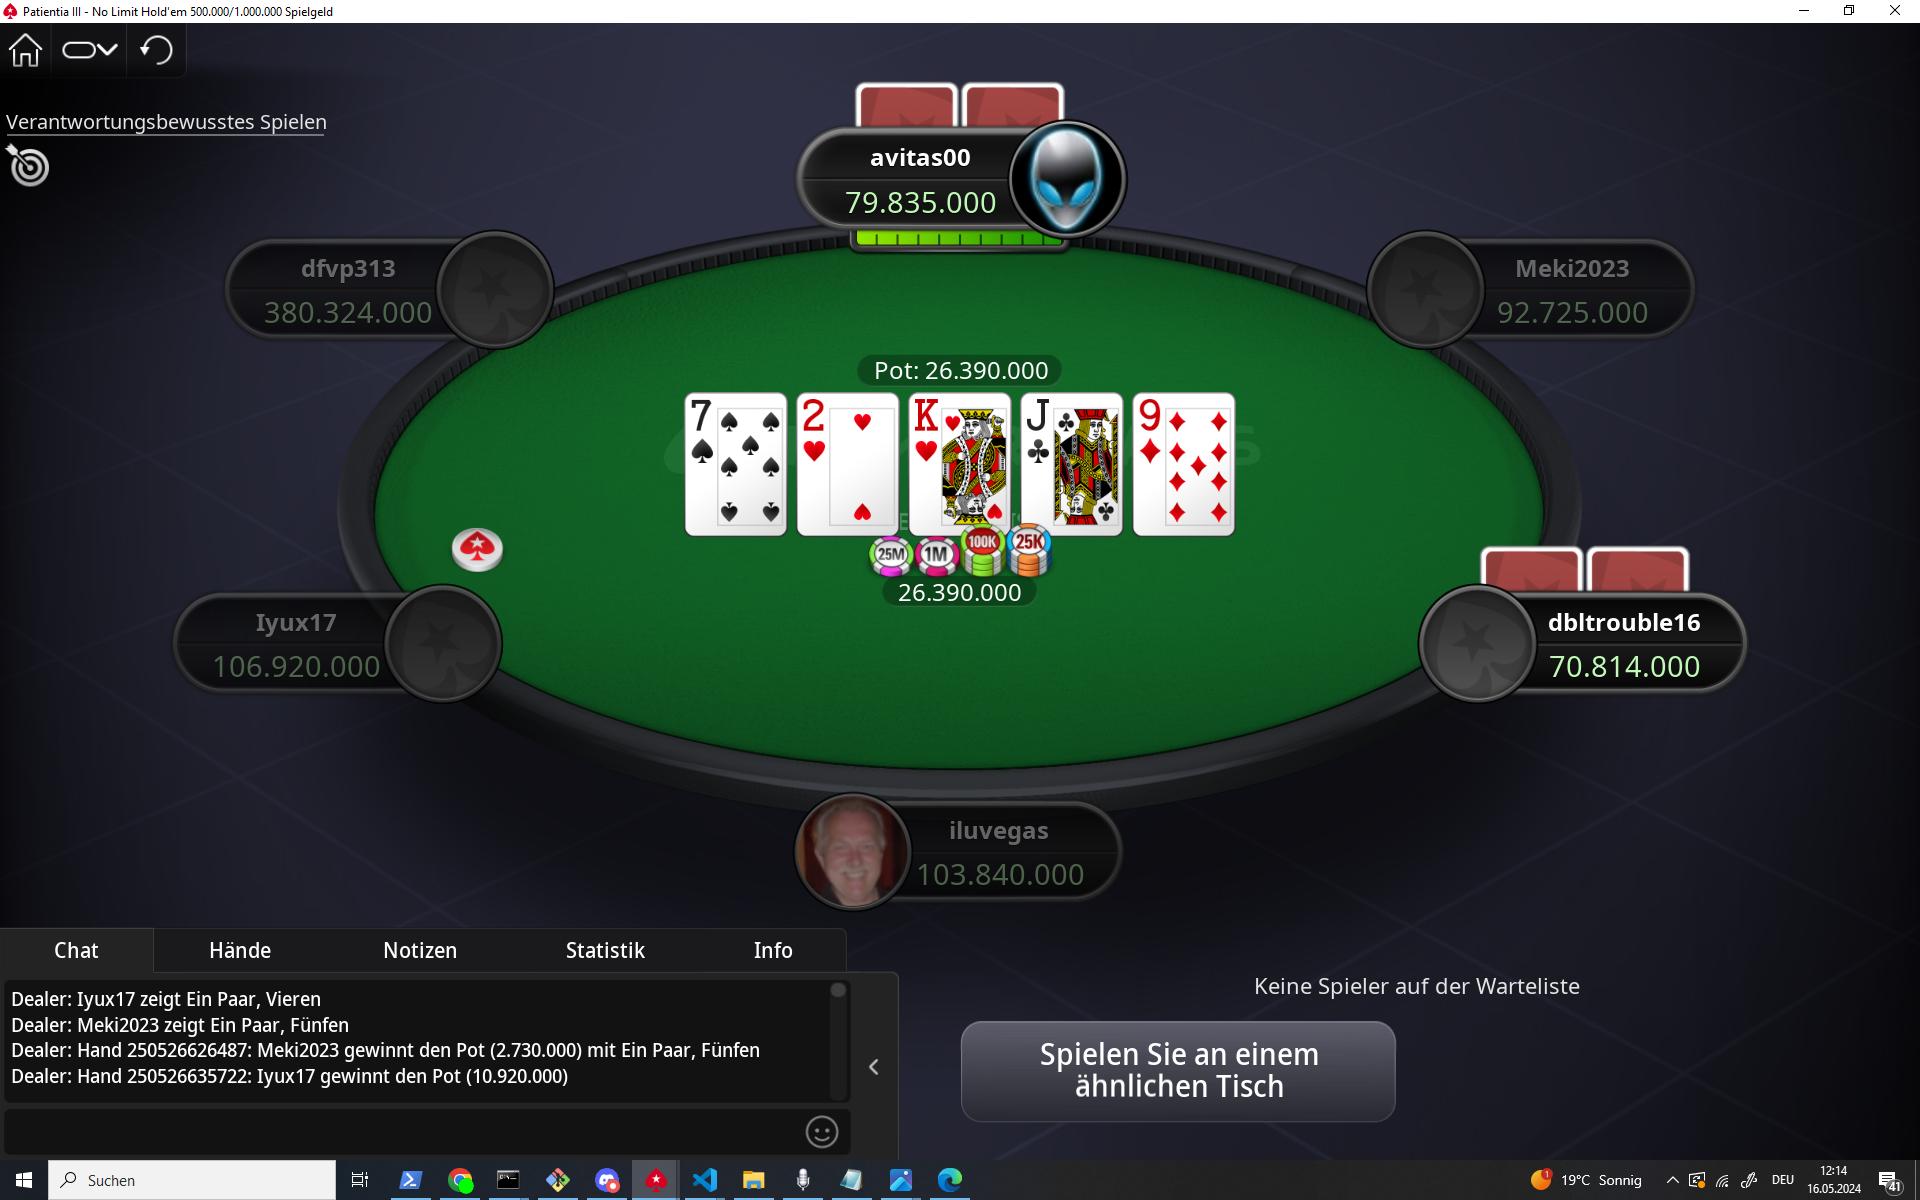 Patientia III - No Limit Hold'em 500.000/1.000.000 Spielgeld
Verantwortungsbewusstes Spielen
avitas00
79.835.000
dfvp313
380.324.000
Meki2023
92.725.000
Pot: 26.390.000
7
2
K
J
9
25M
1M
100K
25K
26.390.000
Iyux17
106.920.000
dbltrouble16
70.814.000
iluvegas
103.840.000
Chat
Hände
Notizen
Statistik
Info
Dealer: Iyux17 zeigt Ein Paar, Vieren
Dealer: Meki2023 zeigt Ein Paar, Fünfen
Dealer: Hand 250526626487: Meki2023 gewinnt den Pot (2.730.000) mit Ein Paar, Fünfen
Dealer: Hand 250526635722: Iyux17 gewinnt den Pot (10.920.000)
Keine Spieler auf der Warteliste
Spielen Sie an einem
ähnlichen Tisch
Suchen
1
19°C Sonnig
DEU
12:14
16.05.2024
41